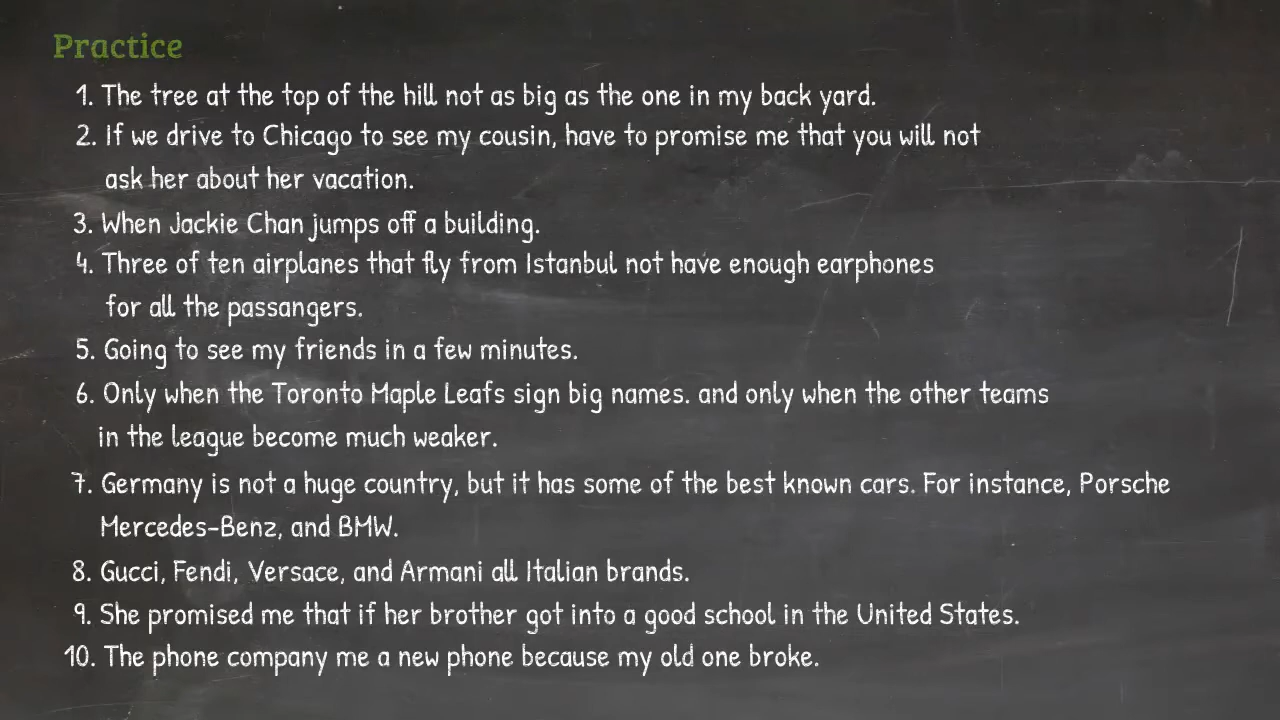 Practice
1. The tree at the top of the hill not as big as the one in my back yard.
2. If we drive to Chicago to see my cousin, have to promise me that you will not
ask her about her vacation.
3. When Jackie Chan jumps off a building.
4. Three of ten airplanes that fly from Istanbul not have enough earphones
for all the passangers.
5. Going to see my friends in a few minutes.
6. Only when the Toronto Maple Leafs sign big names. and only when the other teams
in the league become much weaker.
7. Germany is not a huge country, but it has some of the best known cars. For instance, Porsche
Mercedes-Benz, and BMW.
8. Gucci, Fendi, Versace, and Armani all Italian brands.
9. She promised me that if her brother got into a good school in the United States.
10. The phone company me a new phone because my old one broke.